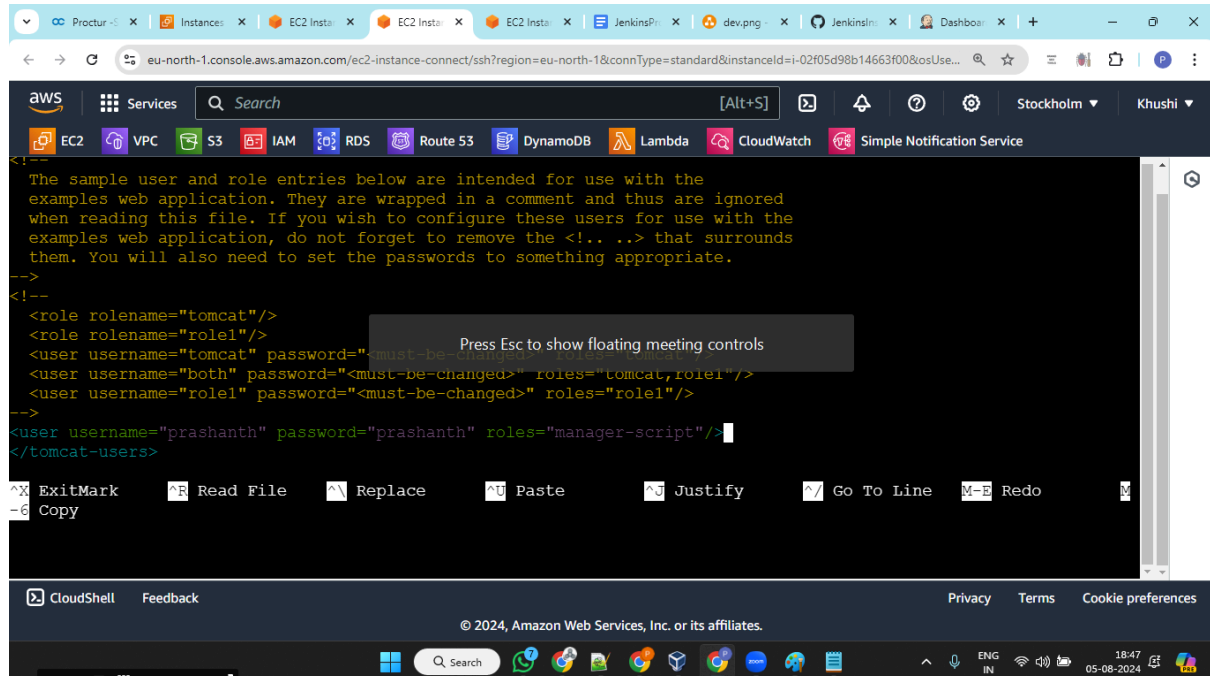 Proctur -S
Instances
EC2 Instan
EC2 Instan
EC2 Instan
JenkinsPr
dev.png -
JenkinsIns
Dashboar
eu-north-1.console.aws.amazon.com/ec2-instance-connect/ssh?region=eu-north-1&connType=standard&instanceId=i-02f05d98b14663f00&osUse...
aws Services Search [Alt+S] Stockholm ▼ Khushi ▼
EC2 VPC S3 IAM RDS Route 53 DynamoDB Lambda CloudWatch Simple Notification Service
<!--
The sample user and role entries below are intended for use with the
examples web application. They are wrapped in a comment and thus are ignored
when reading this file. If you wish to configure these users for use with the
examples web application, do not forget to remove the <!.. ..> that surrounds
them. You will also need to set the passwords to something appropriate.
-->
<!--
<role rolename="tomcat"/>
<role rolename="role1"/>
<user username="tomcat" password="<must-be-changed>" roles="tomcat"/>
Press Esc to show floating meeting controls
<user username="both" password="<must-be-changed>" roles="tomcat,role1"/>
<user username="role1" password="<must-be-changed>" roles="role1"/>
-->
<user username="prashanth" password="prashanth" roles="manager-script"/>
</tomcat-users>
^X ExitMark ^R Read File ^\ Replace ^U Paste ^J Justify ^/ Go To Line M-E Redo M
-6 Copy
CloudShell Feedback Privacy Terms Cookie preferences
© 2024, Amazon Web Services, Inc. or its affiliates.
Search
ENG
IN
18:47
05-08-2024